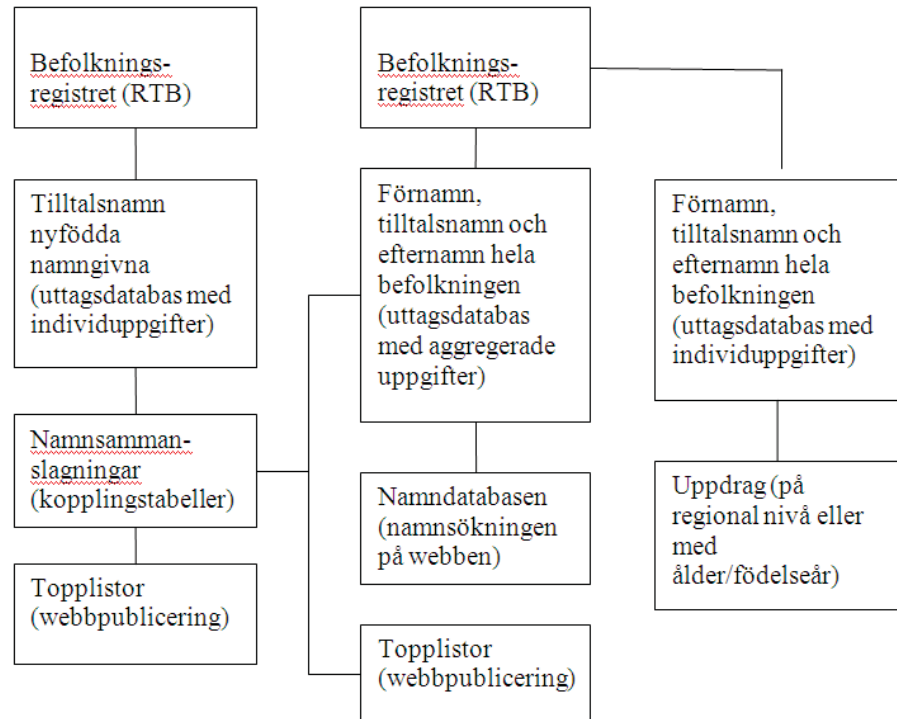 Befolknings-
registret (RTB)
Tilltalsnamn
nyfödda
namngivna
(uttagsdatabas med
individuppgifter)
Namnsamman-
slagningar
(kopplingstabeller)
Topplistor
(webbpublicering)
Befolknings-
registret (RTB)
Förnamn,
tilltalsnamn och
efternamn hela
befolkningen
(uttagsdatabas
med aggregerade
uppgifter)
Namndatabasen
(namnsökningen
på webben)
Topplistor
(webbpublicering)
Förnamn,
tilltalsnamn och
efternamn hela
befolkningen
(uttagsdatabas med
individuppgifter)
Uppdrag (på
regional nivå eller
med
ålder/födelseår)